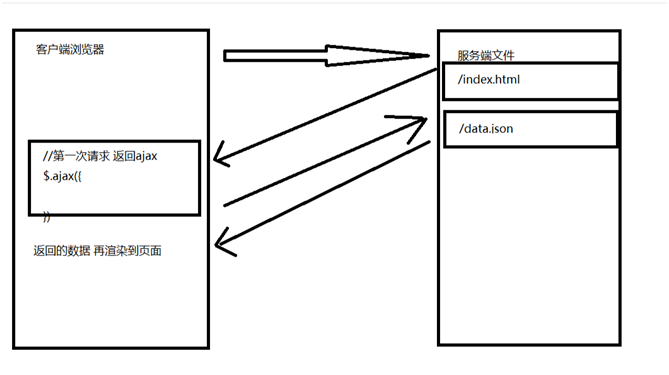 客户端浏览器
//第一次请求 返回ajax
$.ajax({
})
返回的数据 再渲染到页面
服务端文件
/index.html
/data.json